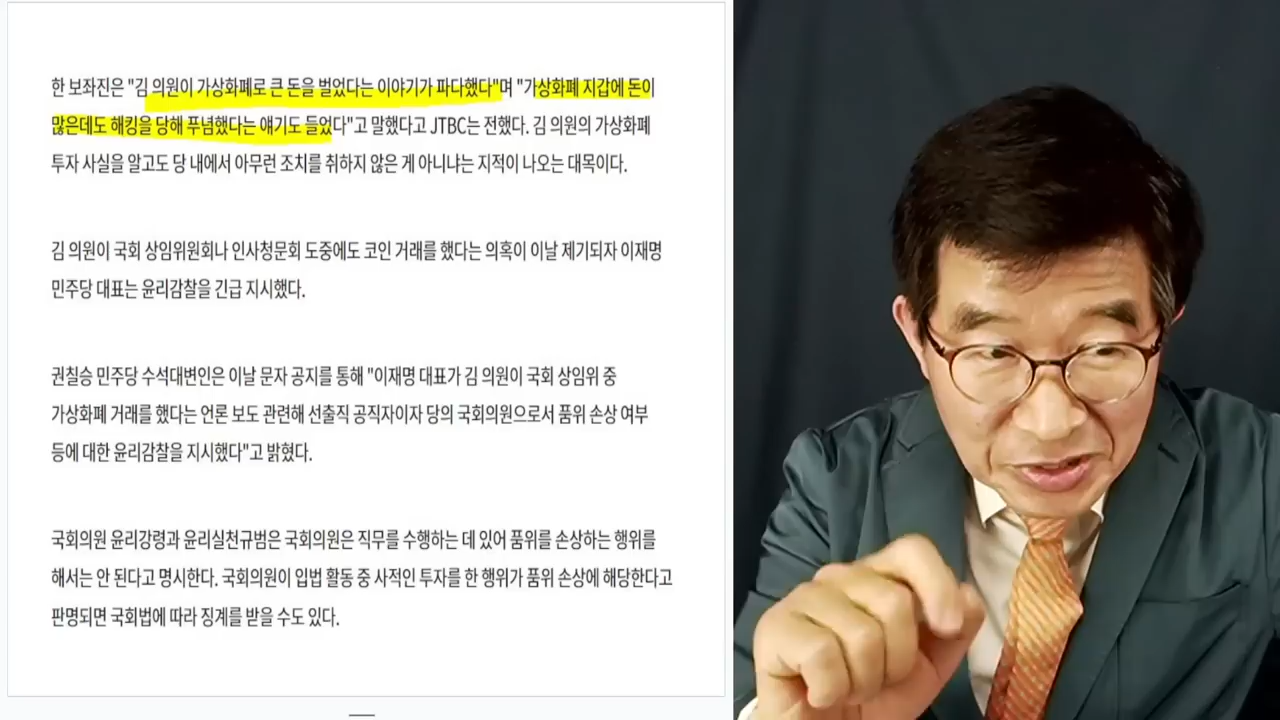 한 보좌진은 "김 의원이 가상화폐로 큰 돈을 벌었다는 이야기가 파다했다"며 "가상화폐 지갑에 돈이
많은데도 해킹을 당해 푸념했다는 얘기도 들었다"고 말했다고 JTBC는 전했다. 김 의원의 가상화폐
투자 사실을 알고도 당 내에서 아무런 조치를 취하지 않은 게 아니냐는 지적이 나오는 대목이다.
김 의원이 국회 상임위원회나 인사청문회 도중에도 코인 거래를 했다는 의혹이 이날 제기되자 이재명
민주당 대표는 윤리감찰을 긴급 지시했다.
권칠승 민주당 수석대변인은 이날 문자 공지를 통해 "이재명 대표가 김 의원이 국회 상임위 중
가상화폐 거래를 했다는 언론 보도 관련해 선출직 공직자이자 당의 국회의원으로서 품위 손상 여부
등에 대한 윤리감찰을 지시했다"고 밝혔다.
국회의원 윤리강령과 윤리실천규범은 국회의원은 직무를 수행하는 데 있어 품위를 손상하는 행위를
해서는 안 된다고 명시한다. 국회의원이 입법 활동 중 사적인 투자를 한 행위가 품위 손상에 해당한다고
판명되면 국회법에 따라 징계를 받을 수도 있다.